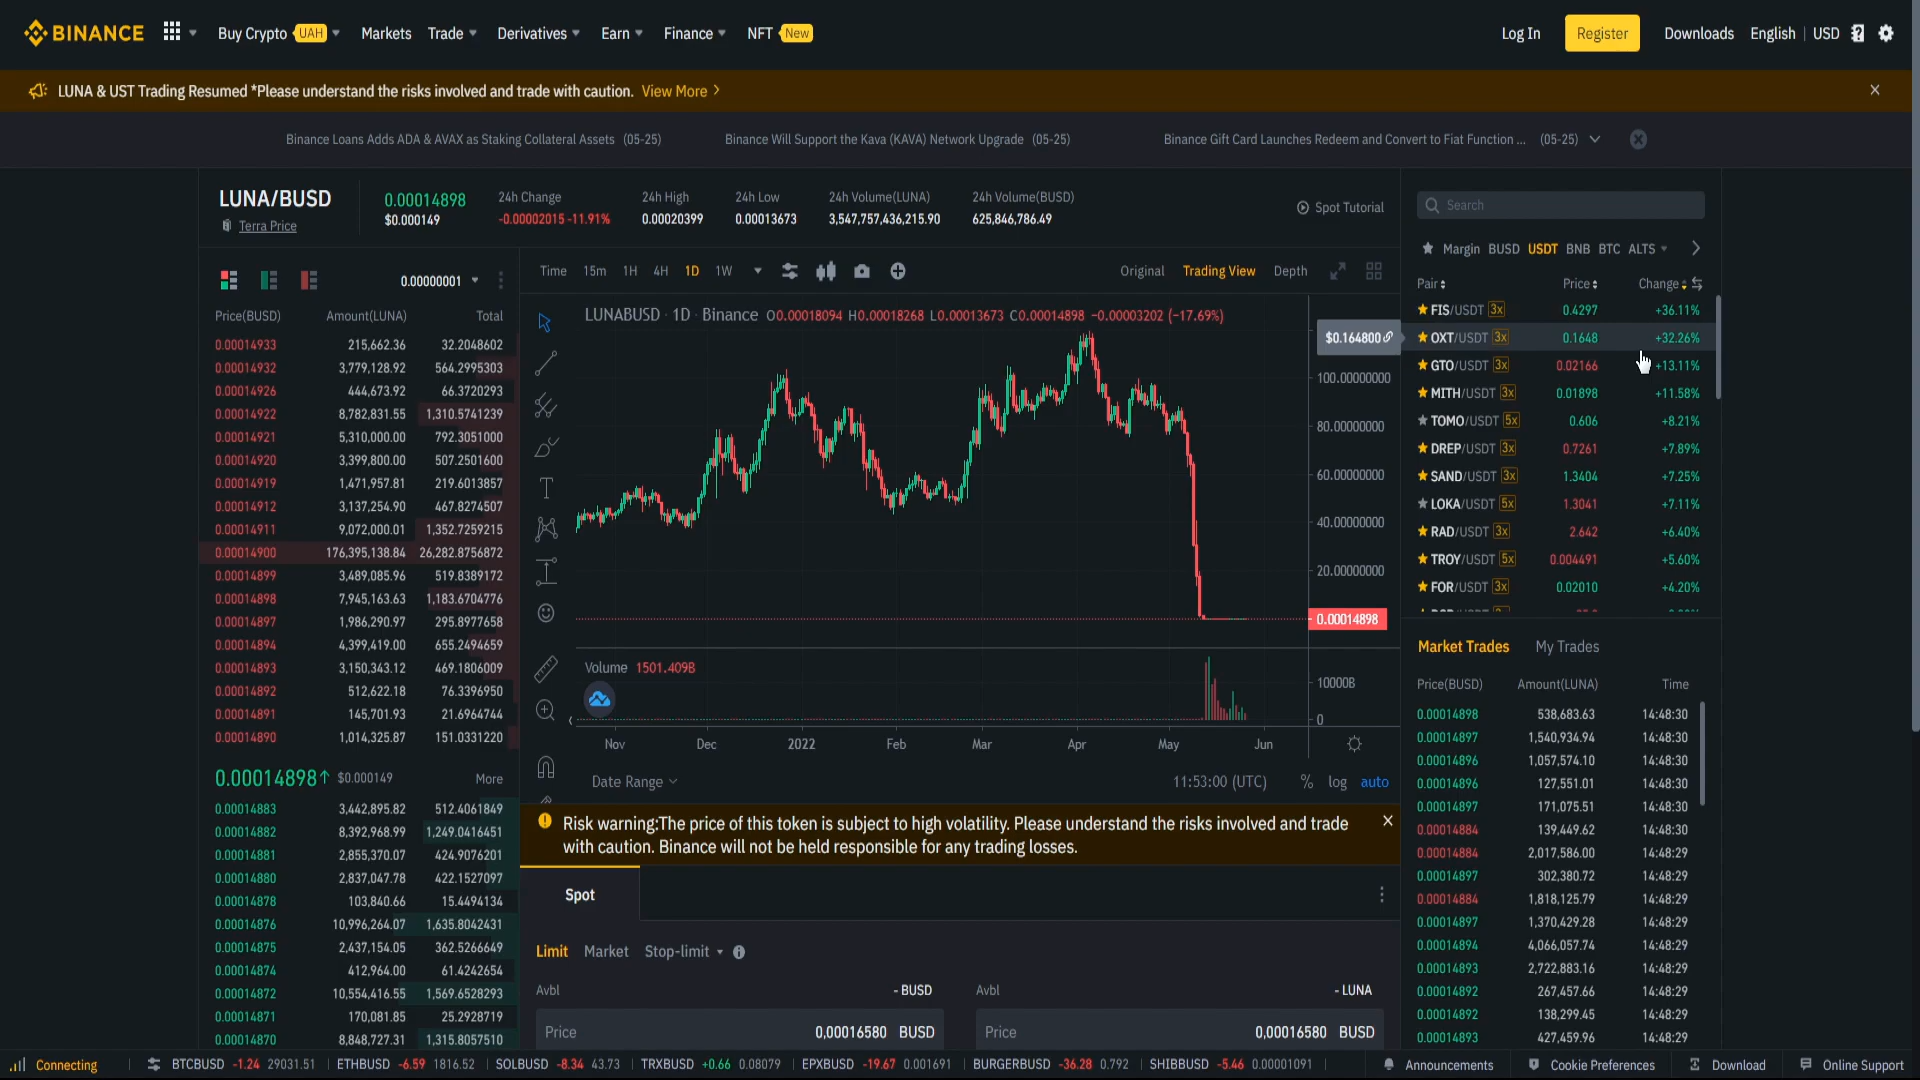 BINANCE
Buy Crypto UAH
Markets
Trade
Derivatives
Earn
Finance
NFT New
Log In
Register
Downloads
English | USD
LUNA & UST Trading Resumed *Please understand the risks involved and trade with caution. View More >
Binance Loans Adds ADA & AVAX as Staking Collateral Assets (05-25)
Binance Will Support the Kava (KAVA) Network Upgrade (05-25)
Binance Gift Card Launches Redeem and Convert to Fiat Function ... (05-25)
LUNA/BUSD
Terra Price
0.00014898
$0.000149
24h Change
-0.00002015 -11.91%
24h High
0.00020399
24h Low
0.00013673
24h Volume(LUNA)
3,547,757,436,215.90
24h Volume(BUSD)
625,846,786.49
Spot Tutorial
0.00000001
Price(BUSD) Amount(LUNA) Total
0.00014933 215,662.36 32.2048602
0.00014932 3,779,128.92 564.2995303
0.00014926 444,673.92 66.3720293
0.00014922 8,782,831.55 1,310.5741239
0.00014921 5,310,000.00 792.3051000
0.00014920 3,399,800.00 507.2501600
0.00014919 1,471,957.81 219.6013857
0.00014912 3,137,254.90 467.8274507
0.00014911 9,072,000.01 1,352.7259215
0.00014900 176,395,138.84 26,282.8756872
0.00014899 3,489,085.96 519.8389172
0.00014898 7,945,163.63 1,183.6704776
0.00014897 1,986,290.97 295.8977658
0.00014894 4,399,419.00 655.2494659
0.00014893 3,150,343.12 469.1806009
0.00014892 512,622.18 76.3396950
0.00014891 145,701.93 21.6964744
0.00014890 1,014,325.87 151.0331220
0.00014898↑ $0.000149 More
0.00014883 3,442,895.82 512.4061849
0.00014882 8,392,968.99 1,249.0416451
0.00014881 2,855,370.07 424.9076201
0.00014880 2,837,047.78 422.1527097
0.00014878 103,840.66 15.4494134
0.00014876 10,996,264.07 1,635.8042431
0.00014875 2,437,154.05 362.5266649
0.00014874 412,964.00 61.4242654
0.00014872 10,554,416.55 1,569.6528293
0.00014871 170,081.85 25.2928719
0.00014870 8,848,727.31 1,315.8057510
Time 15m 1H 4H 1D 1W
Original Trading View Depth
LUNABUSD · 1D · Binance O0.00018094 H0.00018268 L0.00013673 C0.00014898 -0.00003202 (-17.69%)
$0.164800
100.00000000
80.00000000
60.00000000
40.00000000
20.00000000
0.00014898
Volume 1501.409B
10000B
0
Nov Dec 2022 Feb Mar Apr May Jun
Date Range
11:53:00 (UTC) % log auto
Risk warning:The price of this token is subject to high volatility. Please understand the risks involved and trade
with caution. Binance will not be held responsible for any trading losses.
Spot
Limit Market Stop-limit
Avbl - BUSD
Avbl - LUNA
Price 0,00016580 BUSD
Price 0,00016580 BUSD
Search
Margin BUSD USDT BNB BTC ALTS
Pair Price Change
FIS/USDT 3x 0.4297 +36.11%
OXT/USDT 3x 0.1648 +32.26%
GTO/USDT 3x 0.02166 +13.11%
MITH/USDT 3x 0.01898 +11.58%
TOMO/USDT 5x 0.606 +8.21%
DREP/USDT 3x 0.7261 +7.89%
SAND/USDT 3x 1.3404 +7.25%
LOKA/USDT 5x 1.3041 +7.11%
RAD/USDT 3x 2.642 +6.40%
TROY/USDT 5x 0.004491 +5.60%
FOR/USDT 3x 0.02010 +4.20%
Market Trades My Trades
Price(BUSD) Amount(LUNA) Time
0.00014898 538,683.63 14:48:30
0.00014897 1,540,934.94 14:48:30
0.00014896 1,057,574.10 14:48:30
0.00014896 127,551.01 14:48:30
0.00014897 171,075.51 14:48:30
0.00014884 139,449.62 14:48:30
0.00014884 2,017,586.00 14:48:29
0.00014897 302,380.72 14:48:29
0.00014884 1,818,125.79 14:48:29
0.00014897 1,370,429.28 14:48:29
0.00014894 4,066,057.74 14:48:29
0.00014893 2,722,883.16 14:48:29
0.00014892 267,457.66 14:48:29
0.00014892 138,299.45 14:48:29
0.00014893 427,459.96 14:48:29
Connecting
BTCBUSD -1.24 29031.51
ETHBUSD -6.59 1816.52
SOLBUSD -8.34 43.73
TRXBUSD +0.66 0.08079
EPXBUSD -19.67 0.001691
BURGERBUSD -36.28 0.792
SHIBBUSD -5.46 0.00001091
Announcements
Cookie Preferences
Download
Online Support